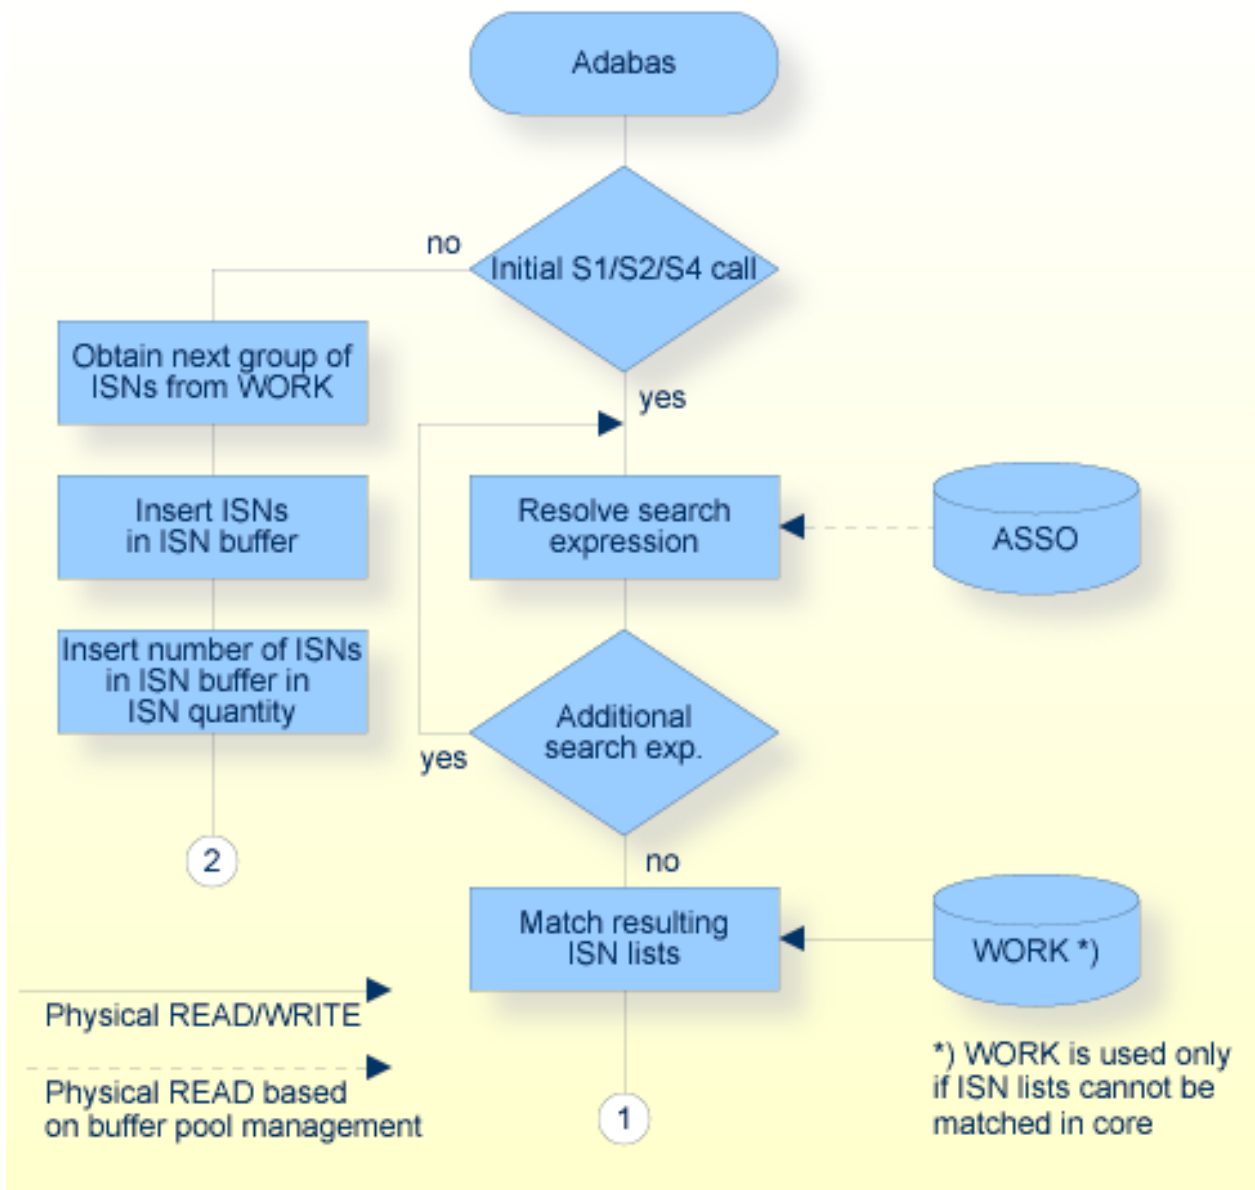 Adabas
no
Initial S1/S2/S4 call
yes
Obtain next group of
ISNs from WORK
Insert ISNs
in ISN buffer
Insert number of ISNs
in ISN buffer in
ISN quantity
2
Resolve search
expression
ASSO
Additional
search exp.
yes
no
Match resulting
ISN lists
WORK *)
1
Physical READ/WRITE
Physical READ based
on buffer pool management
*) WORK is used only
if ISN lists cannot be
matched in core